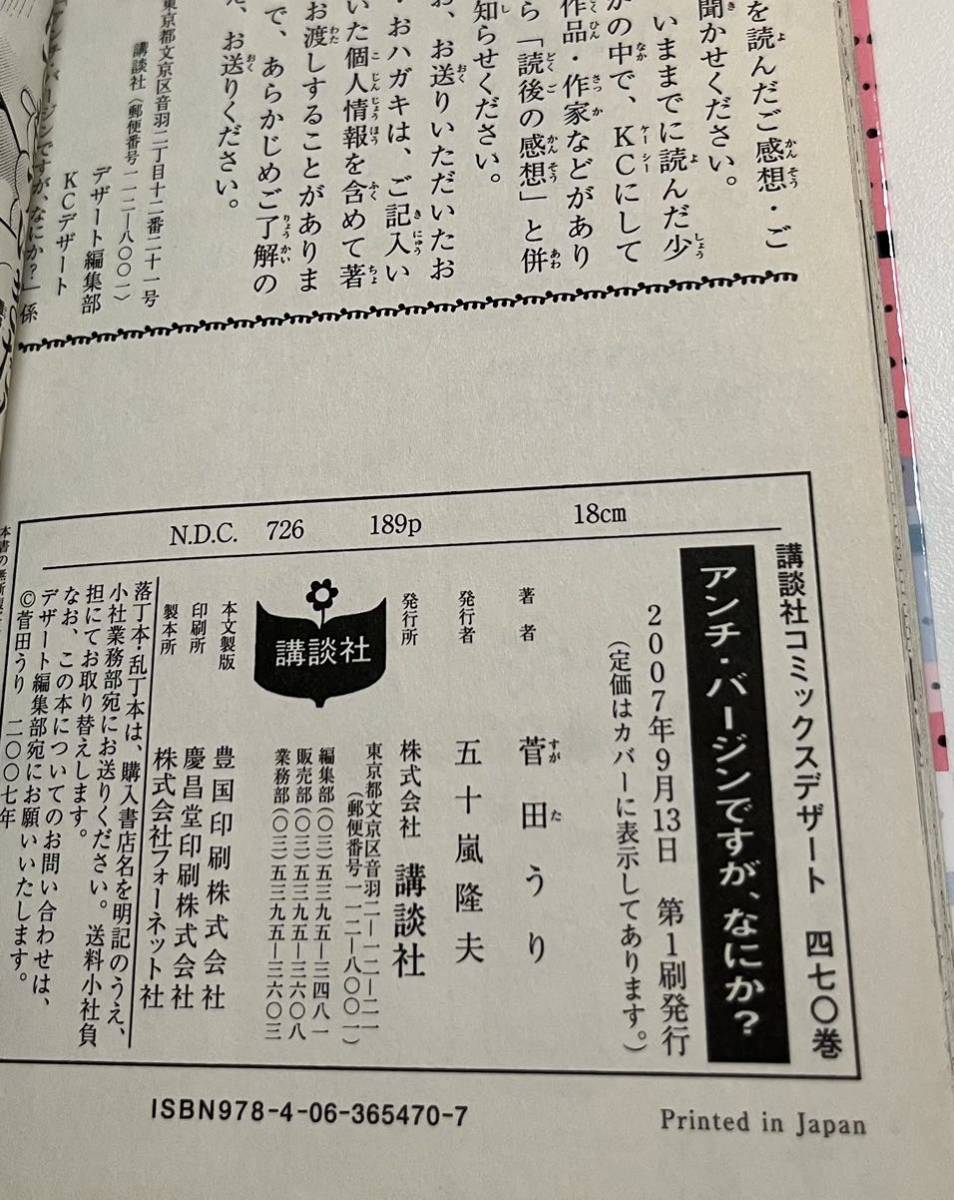 を読んだご感想・ご
聞かせください。
いままでに読んだ少
の中で、KCにして
作品・作家などがあり
ら「読後の感想」と併
知らせください。
お、お送りいただいたお
・おハガキは、ご記入い
いた個人情報を含めて著
お渡しすることがありま
で、あらかじめご了解の
、お送りください。
東京都文京区音羽二丁目十二番二十一号
講談社（郵便番号一一二―八〇〇一）
デザート編集部
KCデザート
ンチ・バージンですが、なにか?」係
N.D.C. 726 189p 18cm
講談社コミックスデザート 四七〇巻
アンチ・バージンですが、なにか?
2007年9月13日 第1刷発行
（定価はカバーに表示してあります。）
著者 菅田うり
発行者 五十嵐隆夫
発行所 株式会社 講談社
東京都文京区音羽二―一二―二一
（郵便番号一一二―八〇〇一）
編集部（〇三）五三九五―三四八一
販売部（〇三）五三九五―三六〇八
業務部（〇三）五三九五―三六〇三
講談社
本文製版 豊国印刷株式会社
印刷所 慶昌堂印刷株式会社
製本所 株式会社フォーネット社
落丁本・乱丁本は、購入書店名を明記のうえ、
小社業務部宛にお送りください。送料小社負
担にてお取り替えします。
なお、この本についてのお問い合わせは、
デザート編集部宛にお願いいたします。
©菅田うり 二〇〇七年
本書の無断複
ISBN978-4-06-365470-7
Printed in Japan